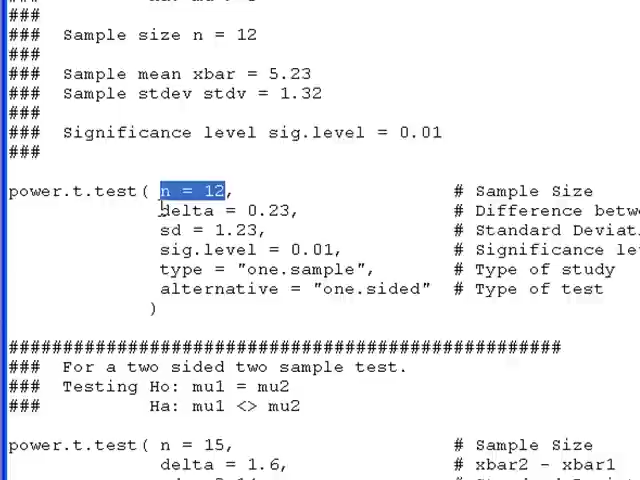 ###
###  Sample size n = 12
###
###  Sample mean xbar = 5.23
###  Sample stdev stdv = 1.32
###
###  Significance level sig.level = 0.01
###
power.t.test( n = 12,                    # Sample Size
              delta = 0.23,              # Difference betwe
              sd = 1.23,                 # Standard Deviati
              sig.level = 0.01,          # Significance le
              type = "one.sample",       # Type of study
              alternative = "one.sided"  # Type of test
             )
###################################################
###  For a two sided two sample test.
###  Testing Ho: mu1 = mu2
###          Ha: mu1 <> mu2
power.t.test( n = 15,                    # Sample Size
              delta = 1.6,               # xbar2 - xbar1